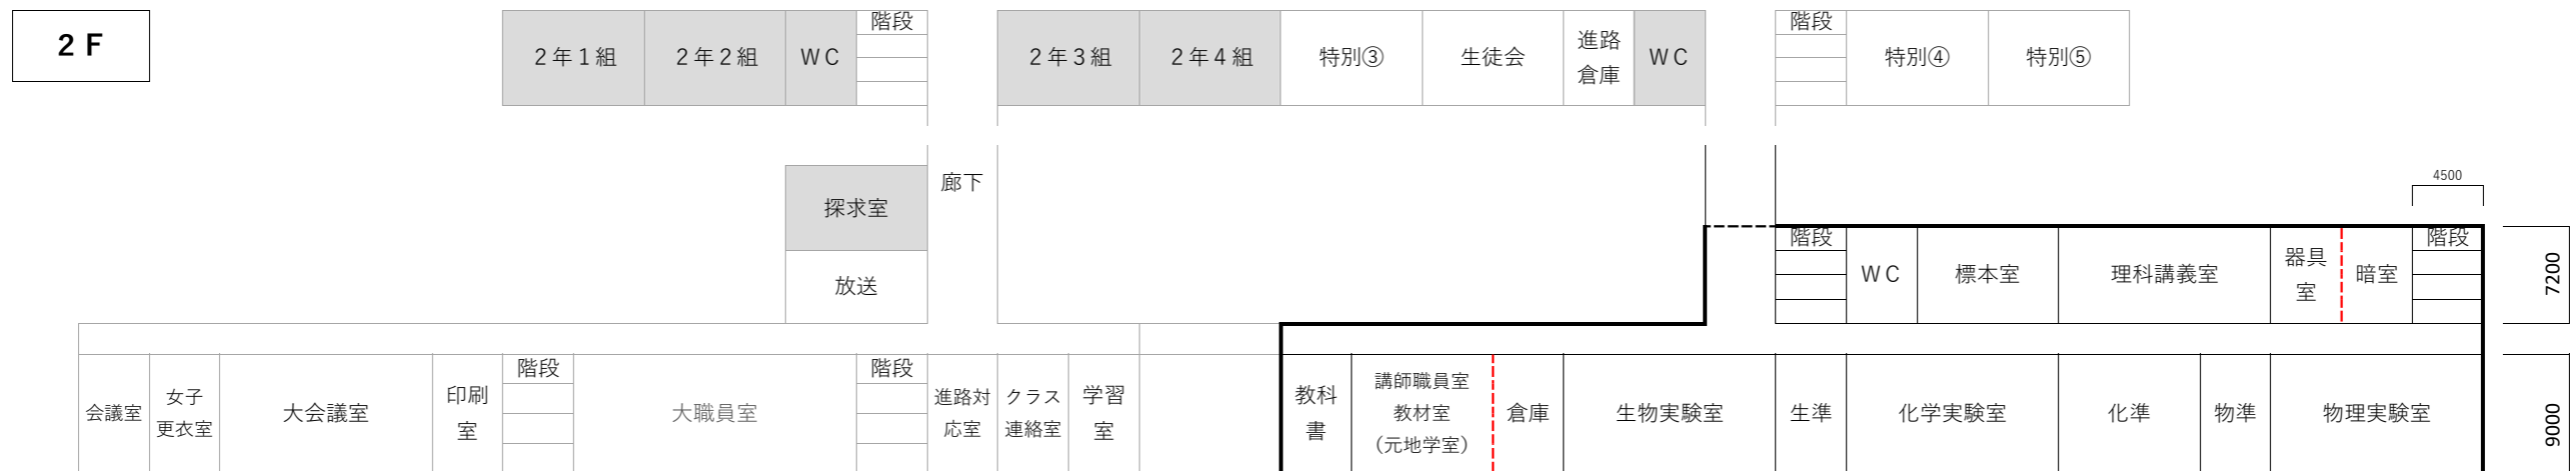 ２Ｆ
２年１組
２年２組
ＷＣ
階段
２年３組
２年４組
特別③
生徒会
進路
倉庫
ＷＣ
階段
特別④
特別⑤
探求室
廊下
放送
4500
階段
ＷＣ
標本室
理科講義室
器具
室
暗室
階段
7200
会議室
女子
更衣室
大会議室
印刷
室
階段
大職員室
階段
進路対
応室
クラス
連絡室
学習
室
教科
書
講師職員室
教材室
（元地学室）
倉庫
生物実験室
生準
化学実験室
化準
物準
物理実験室
9000